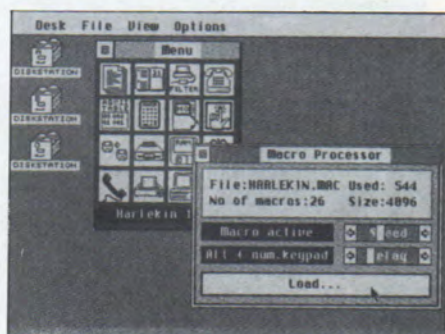 Desk File View Options
Menu
DISKSTATION
DISKSTATION
DISKSTATION
FILTER
Harlekin
Macro Processor
File:HARLEKIN.MAC Used: 544
No of macros:26 Size:4096
Macro active
Speed
Alt + num.keypad
Delay
Load...